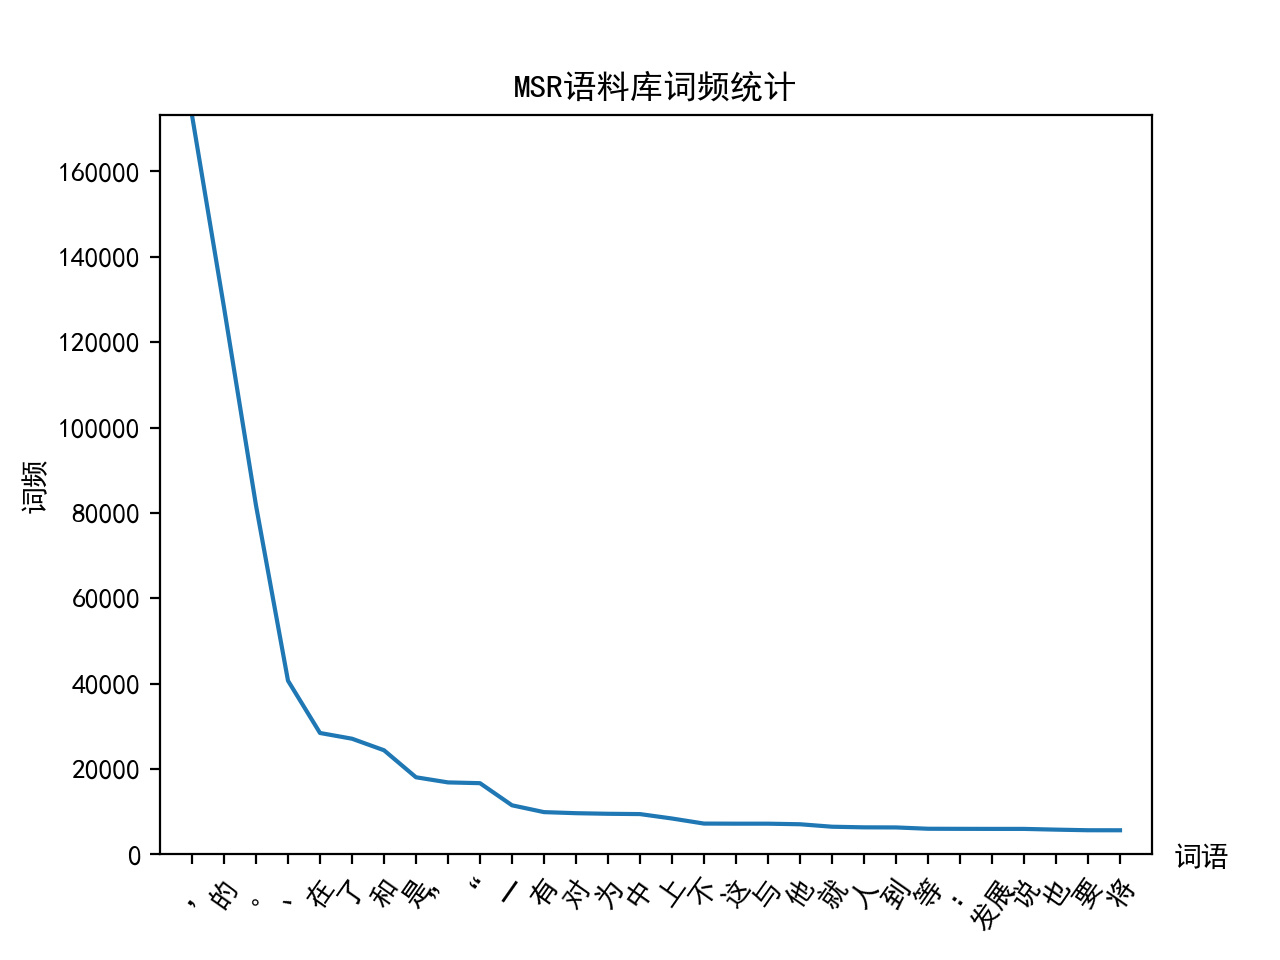 MSR语料库词频统计
160000
140000
120000
100000
80000
60000
40000
20000
0
词频
， 的 。 、 在 了 和 是 ” “ 一 有 对 为 中 上 不 这 与 他 就 人 到 等 ： 发展 说 也 要 将
词语